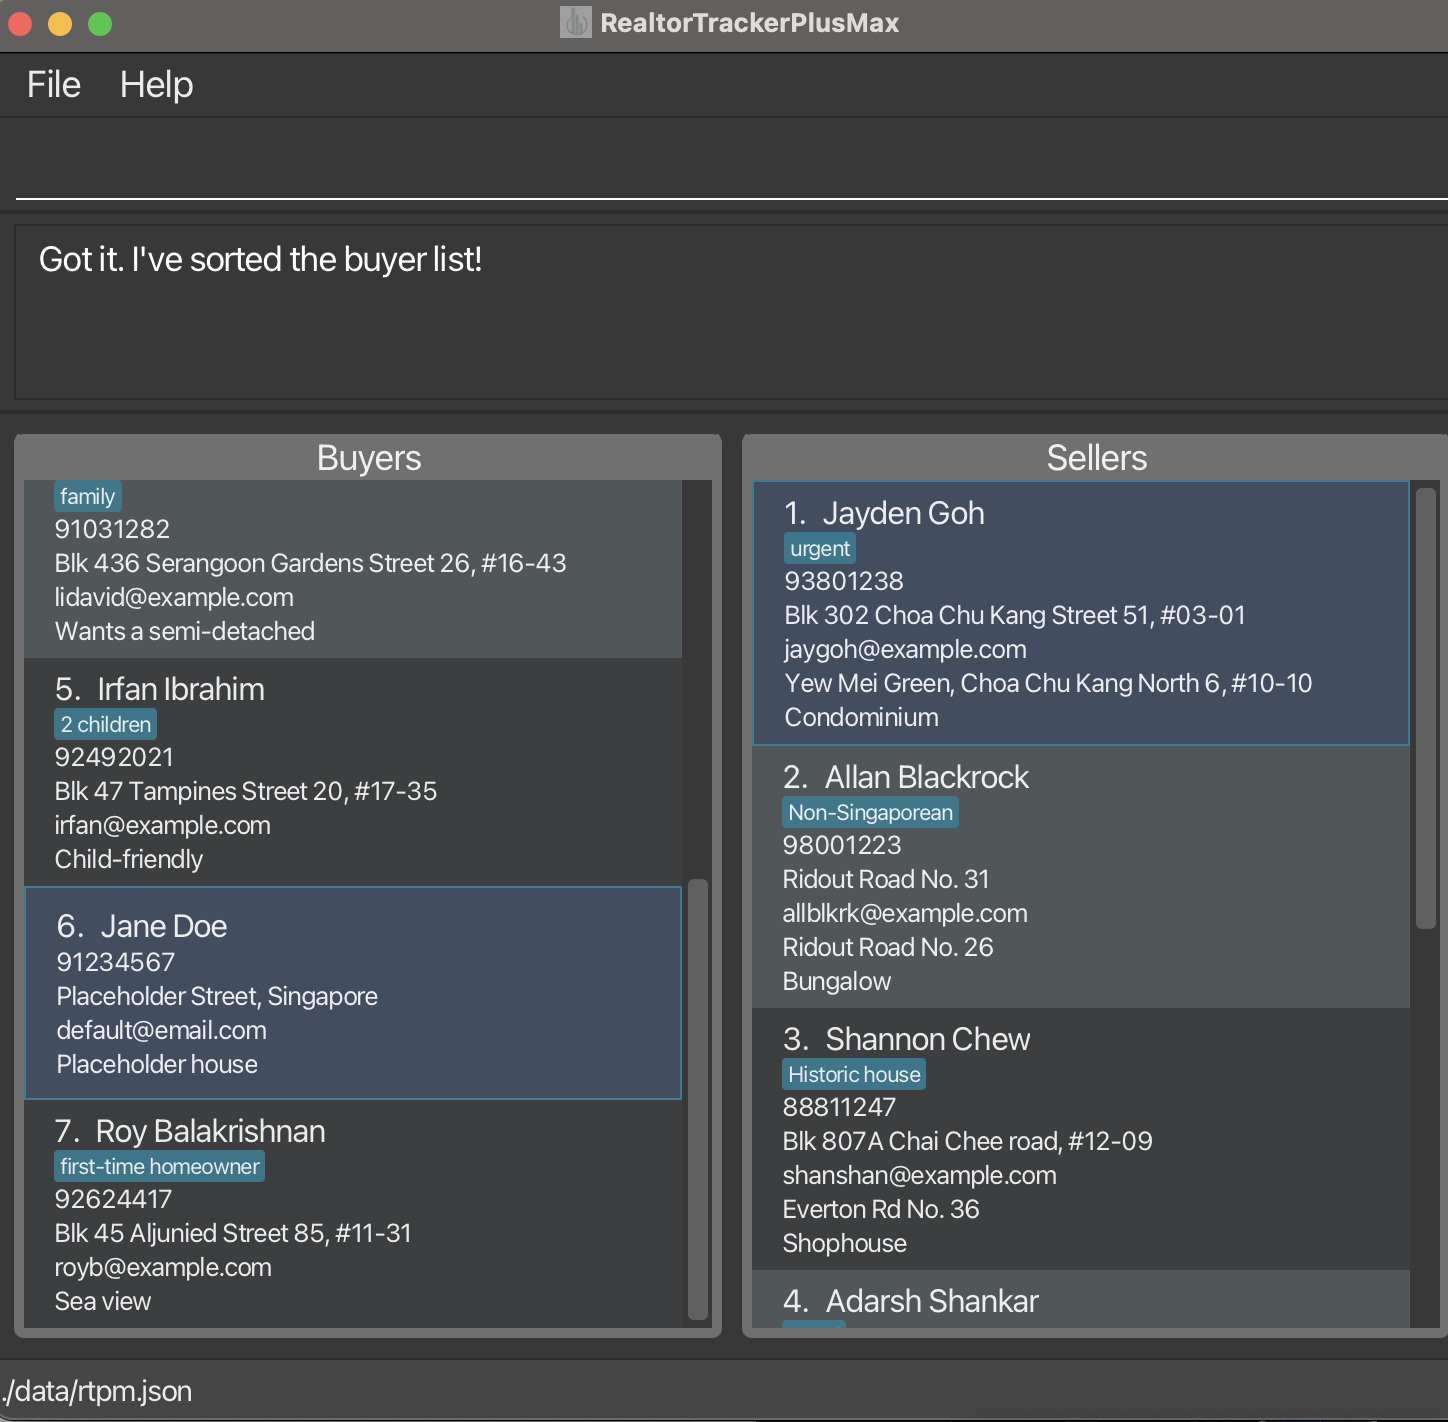 RealtorTrackerPlusMax
File Help
Got it. I've sorted the buyer list!
Buyers
family
91031282
Blk 436 Serangoon Gardens Street 26, #16-43
lidavid@example.com
Wants a semi-detached
5. Irfan Ibrahim
2 children
92492021
Blk 47 Tampines Street 20, #17-35
irfan@example.com
Child-friendly
6. Jane Doe
91234567
Placeholder Street, Singapore
default@email.com
Placeholder house
7. Roy Balakrishnan
first-time homeowner
92624417
Blk 45 Aljunied Street 85, #11-31
royb@example.com
Sea view
Sellers
1. Jayden Goh
urgent
93801238
Blk 302 Choa Chu Kang Street 51, #03-01
jaygoh@example.com
Yew Mei Green, Choa Chu Kang North 6, #10-10
Condominium
2. Allan Blackrock
Non-Singaporean
98001223
Ridout Road No. 31
allblkrk@example.com
Ridout Road No. 26
Bungalow
3. Shannon Chew
Historic house
88811247
Blk 807A Chai Chee road, #12-09
shanshan@example.com
Everton Rd No. 36
Shophouse
4. Adarsh Shankar
./data/rtpm.json